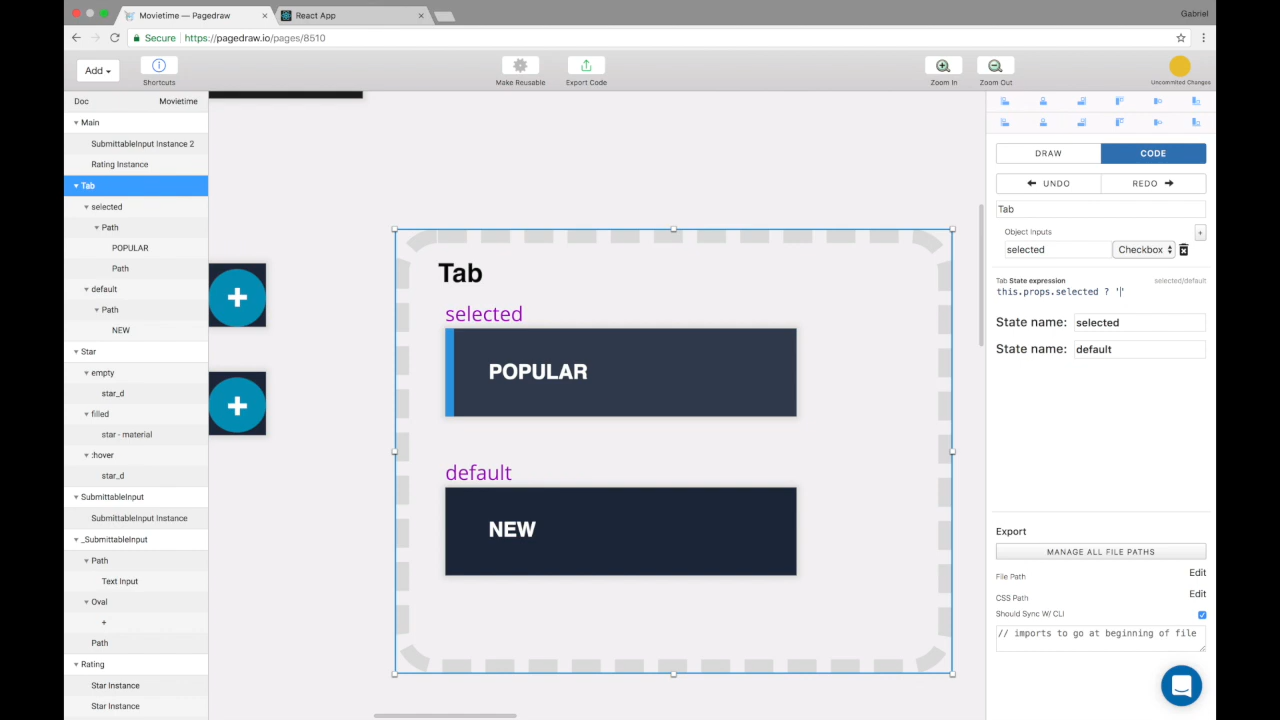 Movietime — Pagedraw
React App
Gabriel
Secure https://pagedraw.io/pages/8510
Add
Shortcuts
Make Reusable
Export Code
Zoom In
Zoom Out
Uncommited Changes
Doc Movietime
Main
SubmittableInput Instance 2
Rating Instance
Tab
selected
Path
POPULAR
Path
default
Path
NEW
Star
empty
star_d
filled
star - material
:hover
star_d
SubmittableInput
SubmittableInput Instance
_SubmittableInput
Path
Text Input
Oval
+
Path
Rating
Star Instance
Star Instance
Tab
selected
POPULAR
default
NEW
DRAW CODE
UNDO REDO
Tab
Object Inputs +
selected Checkbox
Tab State expression selected/default
this.props.selected ? ''
State name: selected
State name: default
Export
MANAGE ALL FILE PATHS
File Path Edit
CSS Path Edit
Should Sync W/ CLI
// imports to go at beginning of file